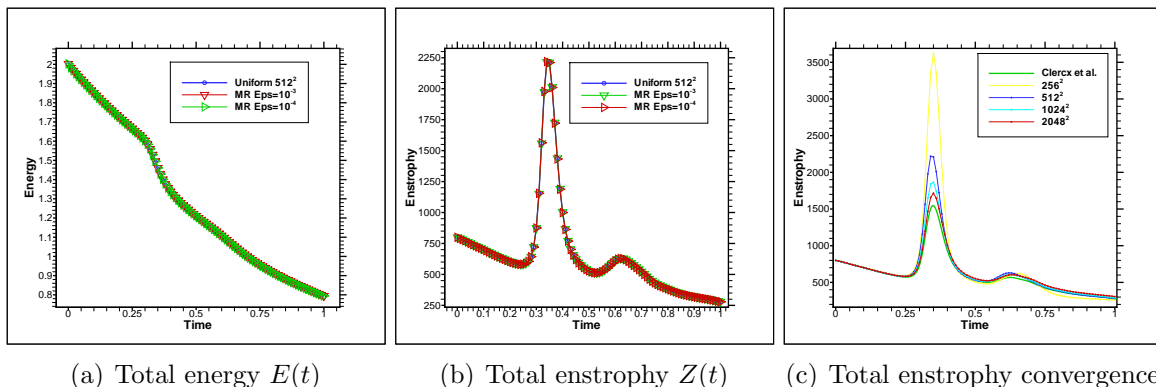 Uniform 512²
MR Eps=10⁻³
MR Eps=10⁻⁴
Energy
2
1.9
1.8
1.7
1.6
1.5
1.4
1.3
1.2
1.1
1
0.9
0.8
0 0.25 0.5 0.75 1
Time
(a) Total energy E(t)
Uniform 512²
MR Eps=10⁻³
MR Eps=10⁻⁴
Enstrophy
2250
2000
1750
1500
1250
1000
750
500
250
0 0.1 0.2 0.3 0.4 0.5 0.6 0.7 0.8 0.9 1
Time
(b) Total enstrophy Z(t)
Clercx et al.
256²
512²
1024²
2048²
Enstrophy
3500
3000
2500
2000
1500
1000
500
0 0.25 0.5 0.75 1
Time
(c) Total enstrophy convergence